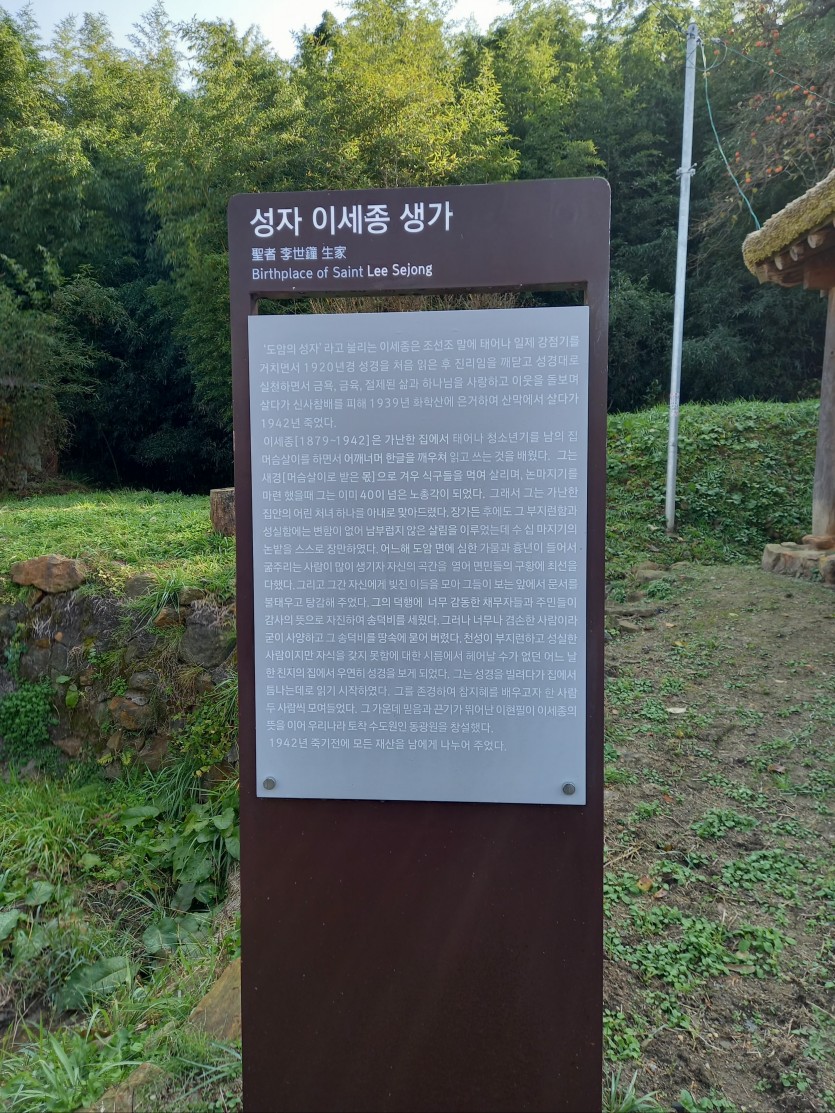 성자 이세종 생가
聖者 李世鐘 生家
Birthplace of Saint Lee Sejong
'도암의 성자' 라고 불리는 이세종은 조선조 말에 태어나 일제 강점기를
거치면서 1920년경 성경을 처음 읽은 후 진리임을 깨닫고 성경대로
실천하면서 금욕, 금육, 절제된 삶과 하나님을 사랑하고 이웃을 돌보며
살다가 신사참배를 피해 1939년 화학산에 은거하여 산막에서 살다가
1942년 죽었다.
이세종[1879-1942]은 가난한 집에서 태어나 청소년기를 남의 집
머슴살이를 하면서 어깨너머 한글을 깨우쳐 읽고 쓰는 것을 배웠다. 그는
새경[머슴살이로 받은 몫]으로 겨우 식구들을 먹여 살리며, 논마지기를
마련 했을때 그는 이미 40이 넘은 노총각이 되었다. 그래서 그는 가난한
집안의 어린 처녀 하나를 아내로 맞아드렸다. 장가든 후에도 그 부지런함과
성실함에는 변함이 없어 남부럽지 않은 살림을 이루었는데 수 십 마지기의
논밭을 스스로 장만하였다. 어느해 도암 면에 심한 가뭄과 흉년이 들어서
굶주리는 사람이 많이 생기자 자신의 곡간을 열어 면민들의 구황에 최선을
다했다. 그리고 그간 자신에게 빚진 이들을 모아 그들이 보는 앞에서 문서를
불태우고 탕감해 주었다. 그의 덕행에 너무 감동한 채무자들과 주민들이
감사의 뜻으로 자진하여 송덕비를 세웠다. 그러나 너무나 겸손한 사람이라
굳이 사양하고 그 송덕비를 땅속에 묻어 버렸다. 천성이 부지런하고 성실한
사람이지만 자식을 갖지 못함에 대한 시름에서 헤어날 수가 없던 어느 날
한 친지의 집에서 우연히 성경을 보게 되었다. 그는 성경을 빌려다가 집에서
틈나는데로 읽기 시작하였다. 그를 존경하여 참지혜를 배우고자 한 사람
두 사람씩 모여들었다. 그 가운데 믿음과 끈기가 뛰어난 이현필이 이세종의
뜻을 이어 우리나라 토착 수도원인 동광원을 창설했다.
1942년 죽기전에 모든 재산을 남에게 나누어 주었다.